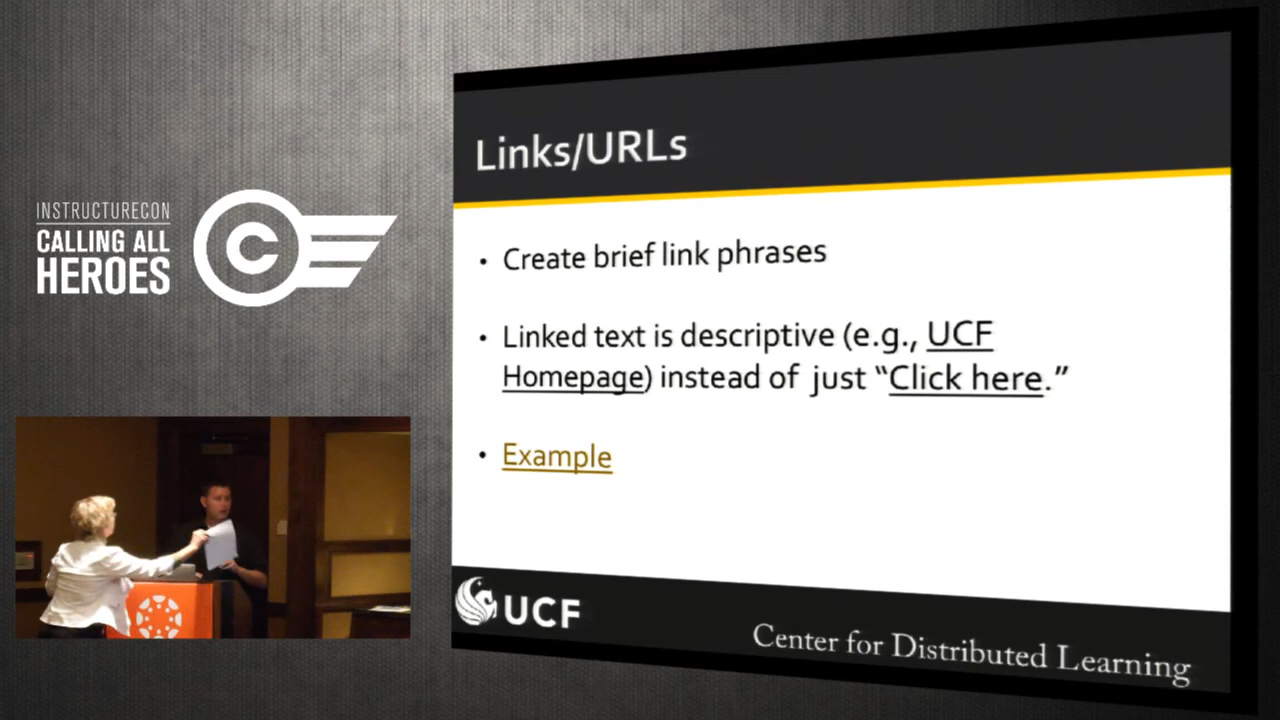 INSTRUCTURECON
CALLING ALL
HEROES
C
Links/URLs
• Create brief link phrases
• Linked text is descriptive (e.g., UCF
Homepage) instead of just “Click here.”
• Example
UCF
Center for Distributed Learning